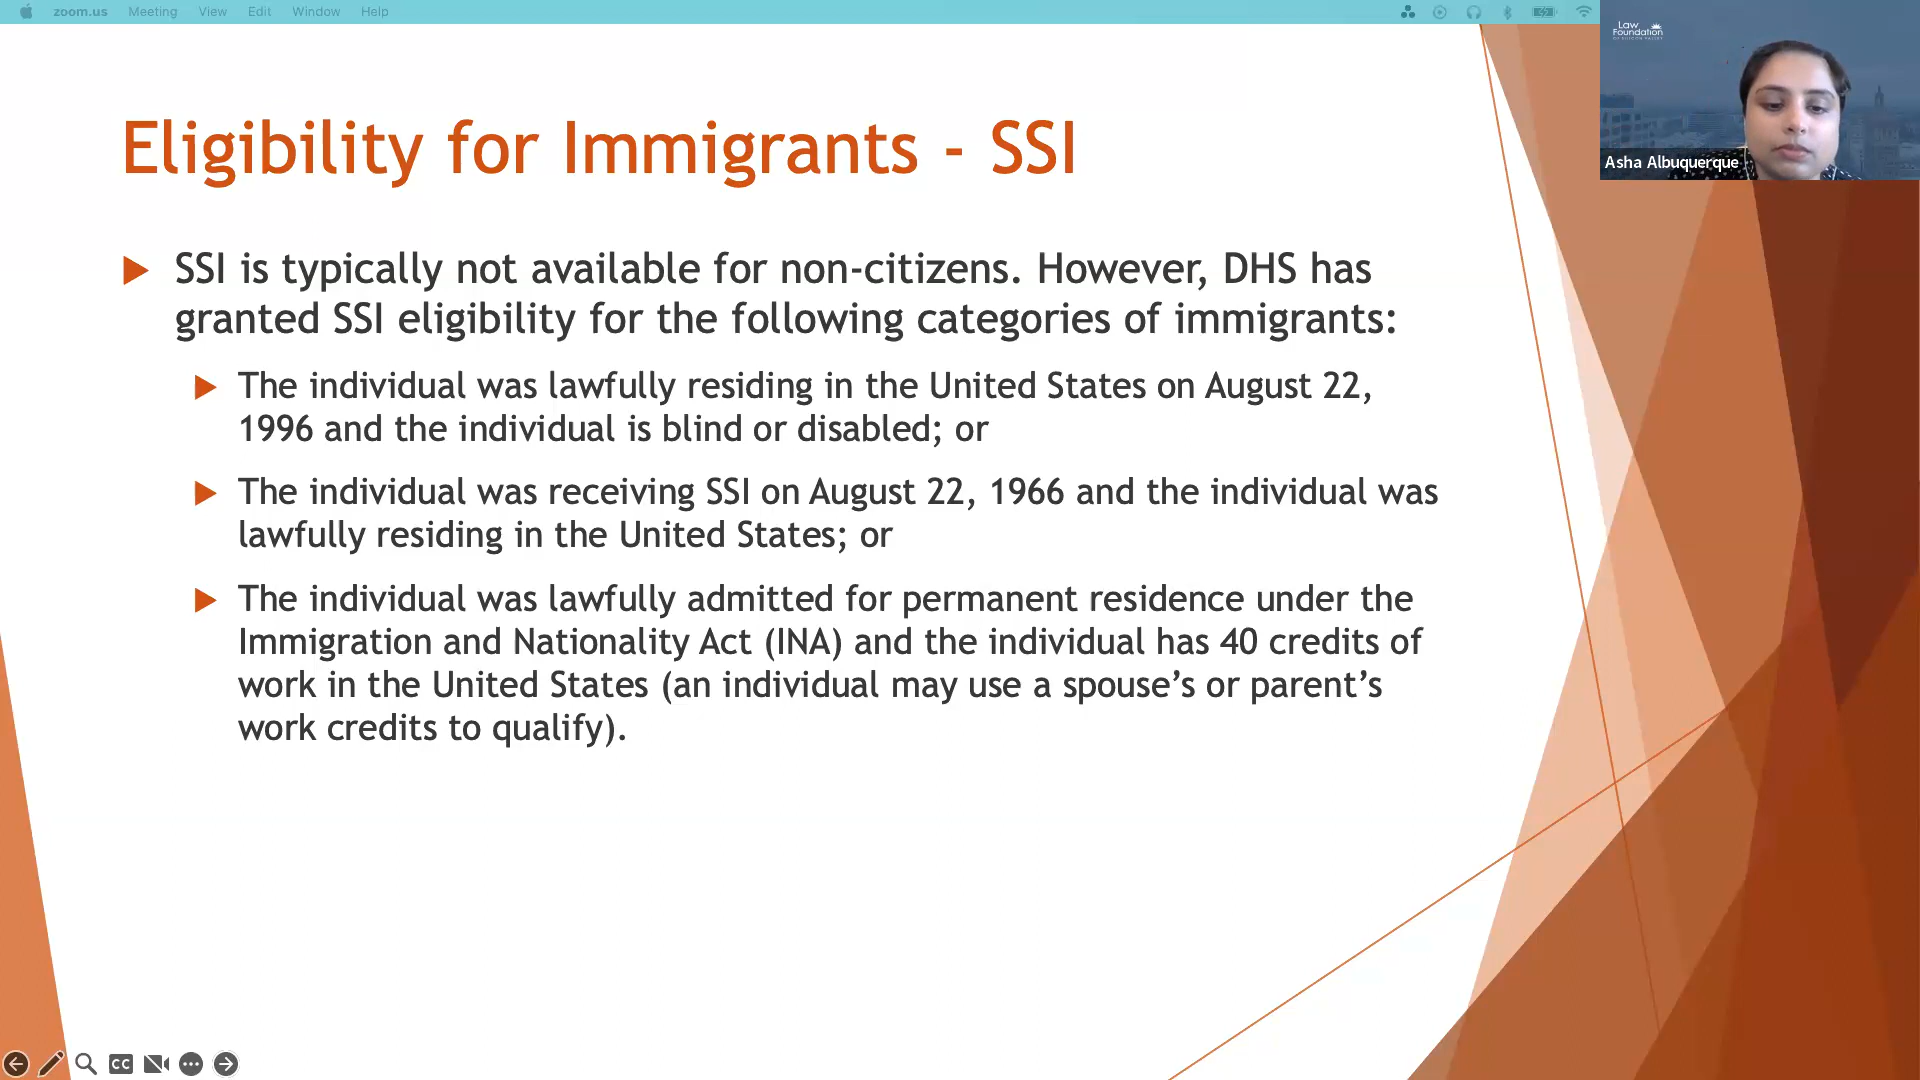 zoom.us Meeting View Edit Window Help
Law
Foundation
Asha Albuquerque
Eligibility for Immigrants - SSI
SSI is typically not available for non-citizens. However, DHS has
granted SSI eligibility for the following categories of immigrants:
The individual was lawfully residing in the United States on August 22,
1996 and the individual is blind or disabled; or
The individual was receiving SSI on August 22, 1966 and the individual was
lawfully residing in the United States; or
The individual was lawfully admitted for permanent residence under the
Immigration and Nationality Act (INA) and the individual has 40 credits of
work in the United States (an individual may use a spouse’s or parent’s
work credits to qualify).
CC